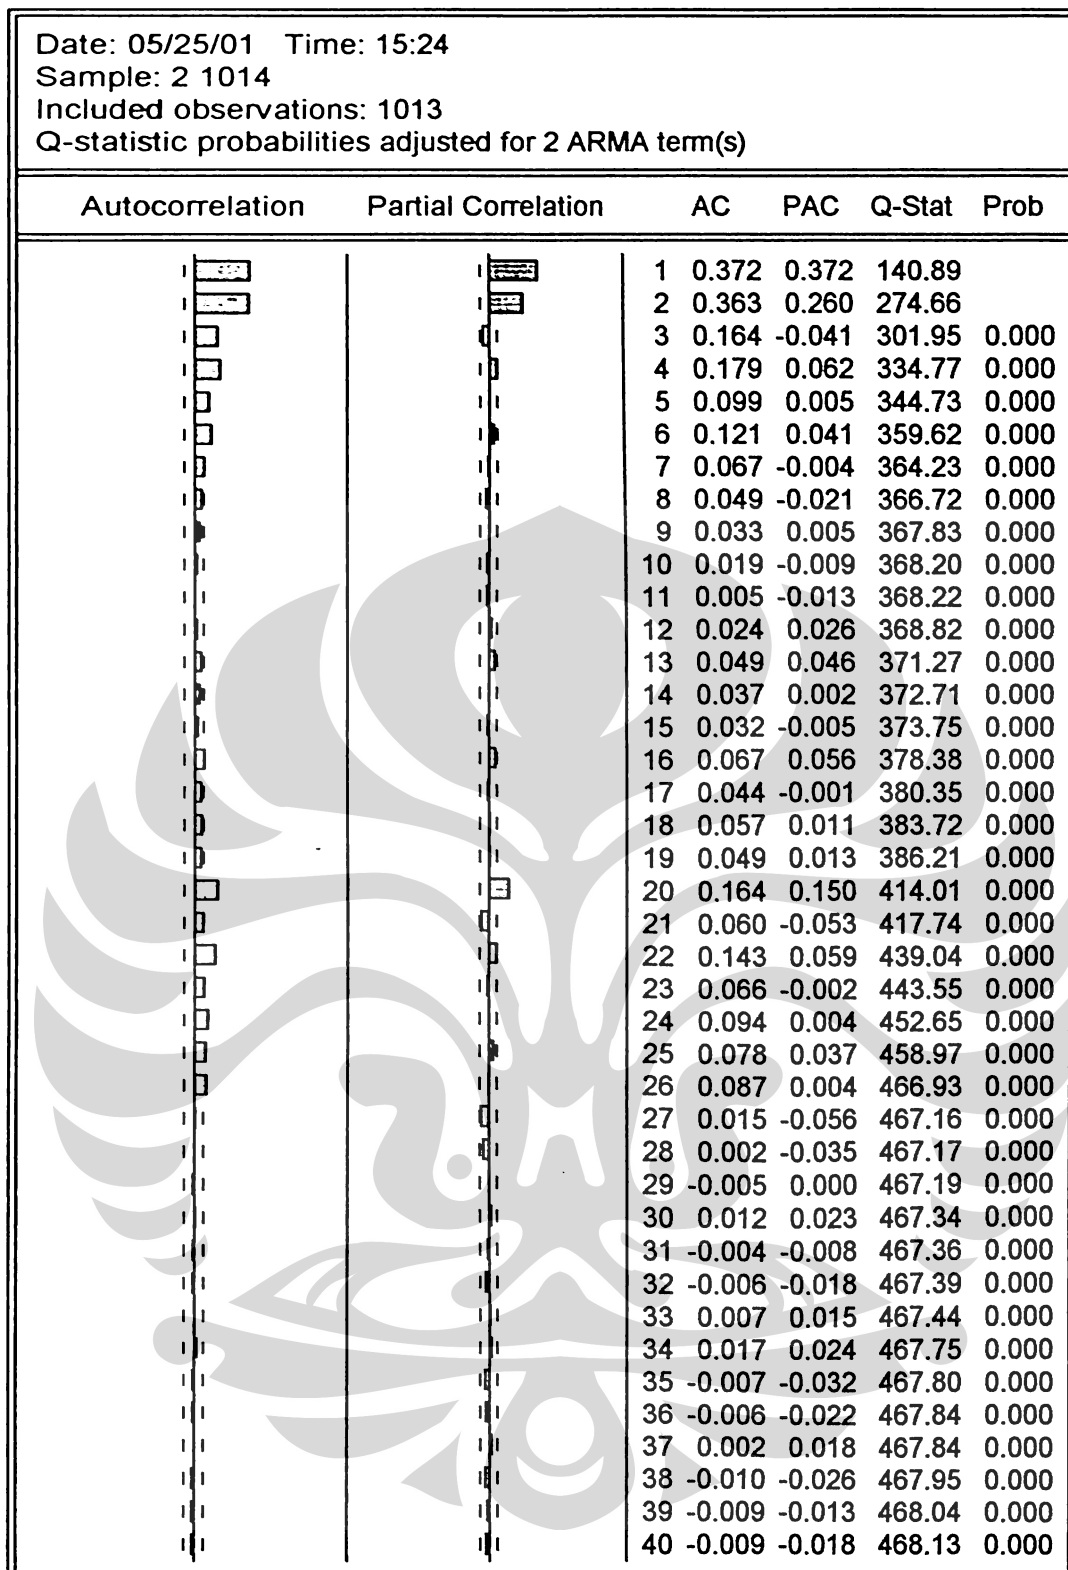 Date: 05/25/01 Time: 15:24
Sample: 2 1014
Included observations: 1013
Q-statistic probabilities adjusted for 2 ARMA term(s)
Autocorrelation Partial Correlation AC PAC Q-Stat Prob
1 0.372 0.372 140.89
2 0.363 0.260 274.66
3 0.164 -0.041 301.95 0.000
4 0.179 0.062 334.77 0.000
5 0.099 0.005 344.73 0.000
6 0.121 0.041 359.62 0.000
7 0.067 -0.004 364.23 0.000
8 0.049 -0.021 366.72 0.000
9 0.033 0.005 367.83 0.000
10 0.019 -0.009 368.20 0.000
11 0.005 -0.013 368.22 0.000
12 0.024 0.026 368.82 0.000
13 0.049 0.046 371.27 0.000
14 0.037 0.002 372.71 0.000
15 0.032 -0.005 373.75 0.000
16 0.067 0.056 378.38 0.000
17 0.044 -0.001 380.35 0.000
18 0.057 0.011 383.72 0.000
19 0.049 0.013 386.21 0.000
20 0.164 0.150 414.01 0.000
21 0.060 -0.053 417.74 0.000
22 0.143 0.059 439.04 0.000
23 0.066 -0.002 443.55 0.000
24 0.094 0.004 452.65 0.000
25 0.078 0.037 458.97 0.000
26 0.087 0.004 466.93 0.000
27 0.015 -0.056 467.16 0.000
28 0.002 -0.035 467.17 0.000
29 -0.005 0.000 467.19 0.000
30 0.012 0.023 467.34 0.000
31 -0.004 -0.008 467.36 0.000
32 -0.006 -0.018 467.39 0.000
33 0.007 0.015 467.44 0.000
34 0.017 0.024 467.75 0.000
35 -0.007 -0.032 467.80 0.000
36 -0.006 -0.022 467.84 0.000
37 0.002 0.018 467.84 0.000
38 -0.010 -0.026 467.95 0.000
39 -0.009 -0.013 468.04 0.000
40 -0.009 -0.018 468.13 0.000